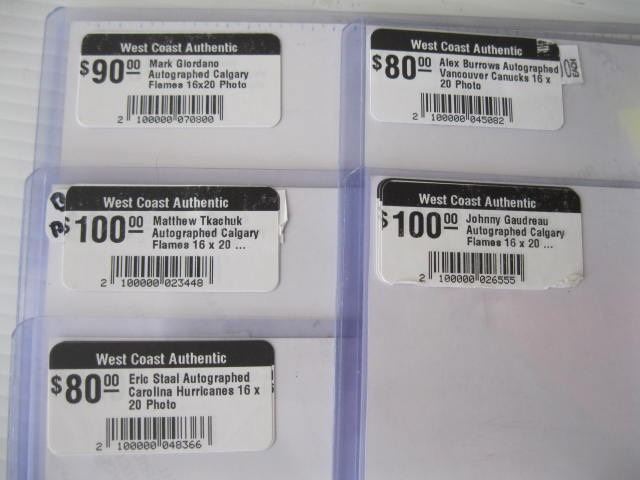 West Coast Authentic
$90.00 Mark Giordano
Autographed Calgary
Flames 16x20 Photo
2 100000 070800
West Coast Authentic
$80.00 Alex Burrows Autographed
Vancouver Canucks 16 x
20 Photo
2 100000 045082
West Coast Authentic
$100.00 Matthew Tkachuk
Autographed Calgary
Flames 16 x 20 ...
2 100000 023448
West Coast Authentic
$100.00 Johnny Gaudreau
Autographed Calgary
Flames 16 x 20 ...
2 100000 026555
West Coast Authentic
$80.00 Eric Staal Autographed
Carolina Hurricanes 16 x
20 Photo
2 100000 048366